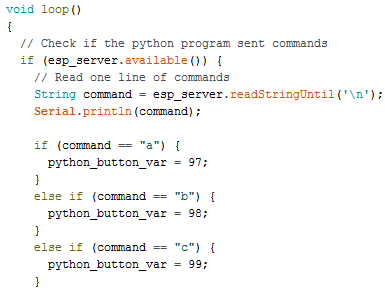 void loop()
{
  // Check if the python program sent commands
  if (esp_server.available()) {
    // Read one line of commands
    String command = esp_server.readStringUntil('\n');
    Serial.println(command);

    if (command == "a") {
      python_button_var = 97;
    }
    else if (command == "b") {
      python_button_var = 98;
    }
    else if (command == "c") {
      python_button_var = 99;
    }